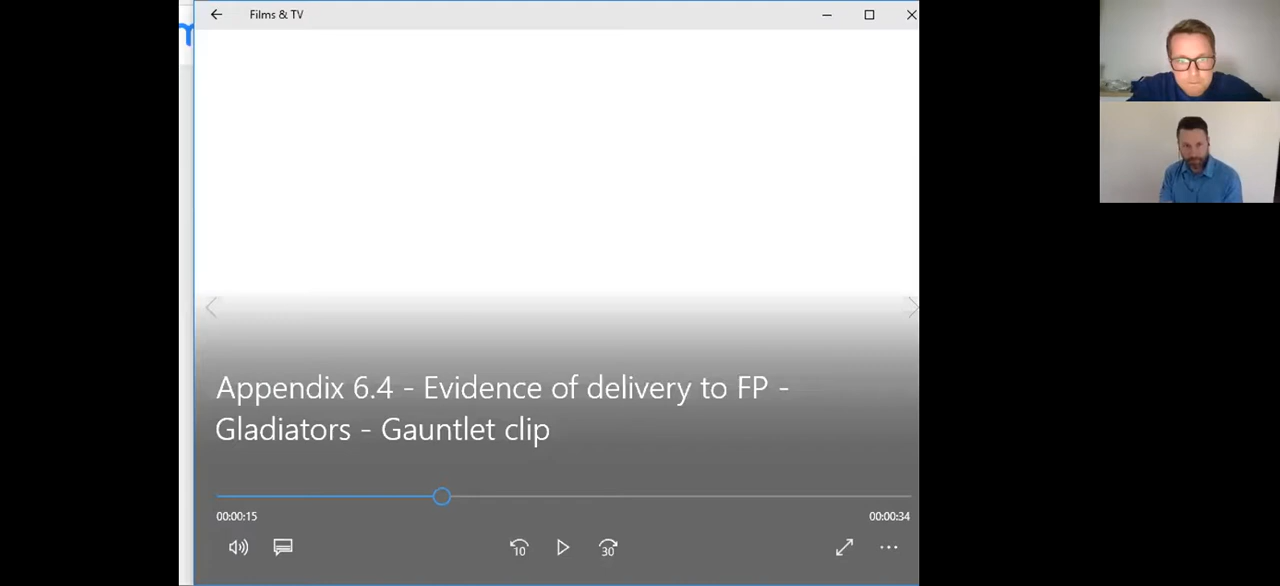 Films & TV
Appendix 6.4 - Evidence of delivery to FP -
Gladiators - Gauntlet clip
00:00:15
00:00:34
10
30